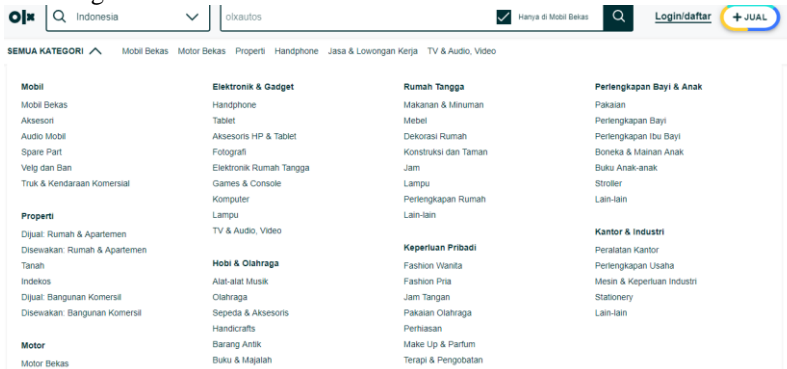 olx
Indonesia
olxautos
Hanya di Mobil Bekas
Login/daftar
+ JUAL
SEMUA KATEGORI
Mobil Bekas Motor Bekas Properti Handphone Jasa & Lowongan Kerja TV & Audio, Video
Mobil
Mobil Bekas
Aksesori
Audio Mobil
Spare Part
Velg dan Ban
Truk & Kendaraan Komersial
Properti
Dijual: Rumah & Apartemen
Disewakan: Rumah & Apartemen
Tanah
Indekos
Dijual: Bangunan Komersil
Disewakan: Bangunan Komersil
Motor
Motor Bekas
Elektronik & Gadget
Handphone
Tablet
Aksesoris HP & Tablet
Fotografi
Elektronik Rumah Tangga
Games & Console
Komputer
Lampu
TV & Audio, Video
Hobi & Olahraga
Alat-alat Musik
Olahraga
Sepeda & Aksesoris
Handicrafts
Barang Antik
Buku & Majalah
Rumah Tangga
Makanan & Minuman
Mebel
Dekorasi Rumah
Konstruksi dan Taman
Jam
Lampu
Perlengkapan Rumah
Lain-lain
Keperluan Pribadi
Fashion Wanita
Fashion Pria
Jam Tangan
Pakaian Olahraga
Perhiasan
Make Up & Parfum
Terapi & Pengobatan
Perlengkapan Bayi & Anak
Pakaian
Perlengkapan Bayi
Perlengkapan Ibu Bayi
Boneka & Mainan Anak
Buku Anak-anak
Stroller
Lain-lain
Kantor & Industri
Peralatan Kantor
Perlengkapan Usaha
Mesin & Keperluan Industri
Stationery
Lain-lain